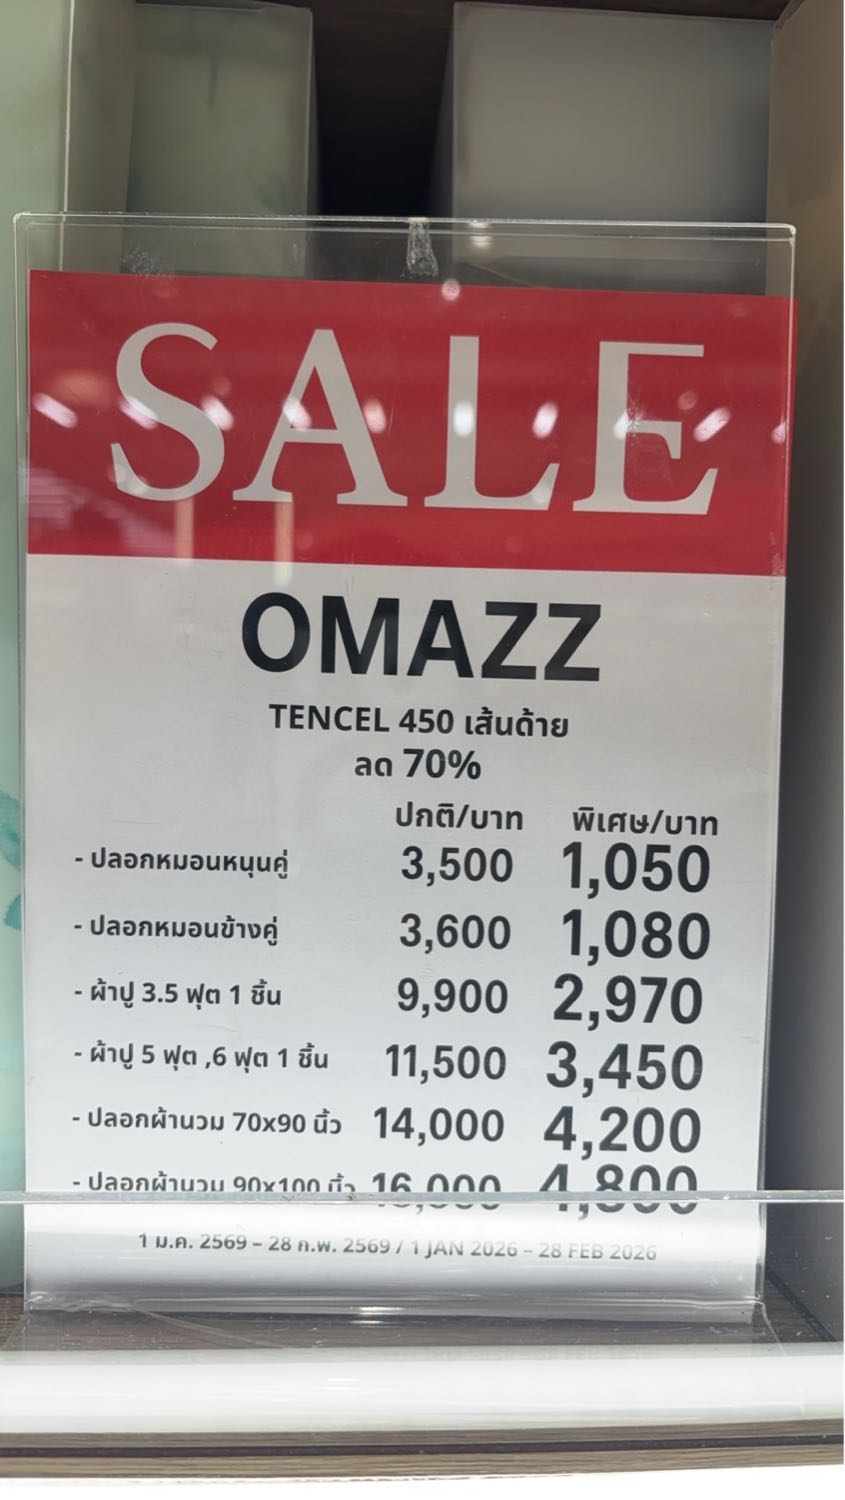 SALE
OMAZZ
TENCEL 450 เส้นด้าย
ลด 70%
ปกติ/บาท พิเศษ/บาท
- ปลอกหมอนหนุนคู่ 3,500 1,050
- ปลอกหมอนข้างคู่ 3,600 1,080
- ผ้าปู 3.5 ฟุต 1 ชิ้น 9,900 2,970
- ผ้าปู 5 ฟุต ,6 ฟุต 1 ชิ้น 11,500 3,450
- ปลอกผ้านวม 70x90 นิ้ว 14,000 4,200
- ปลอกผ้านวม 90x100 นิ้ว 16,000 4,800
1 ม.ค. 2569 – 28 ก.พ. 2569 / 1 JAN 2026 – 28 FEB 2026